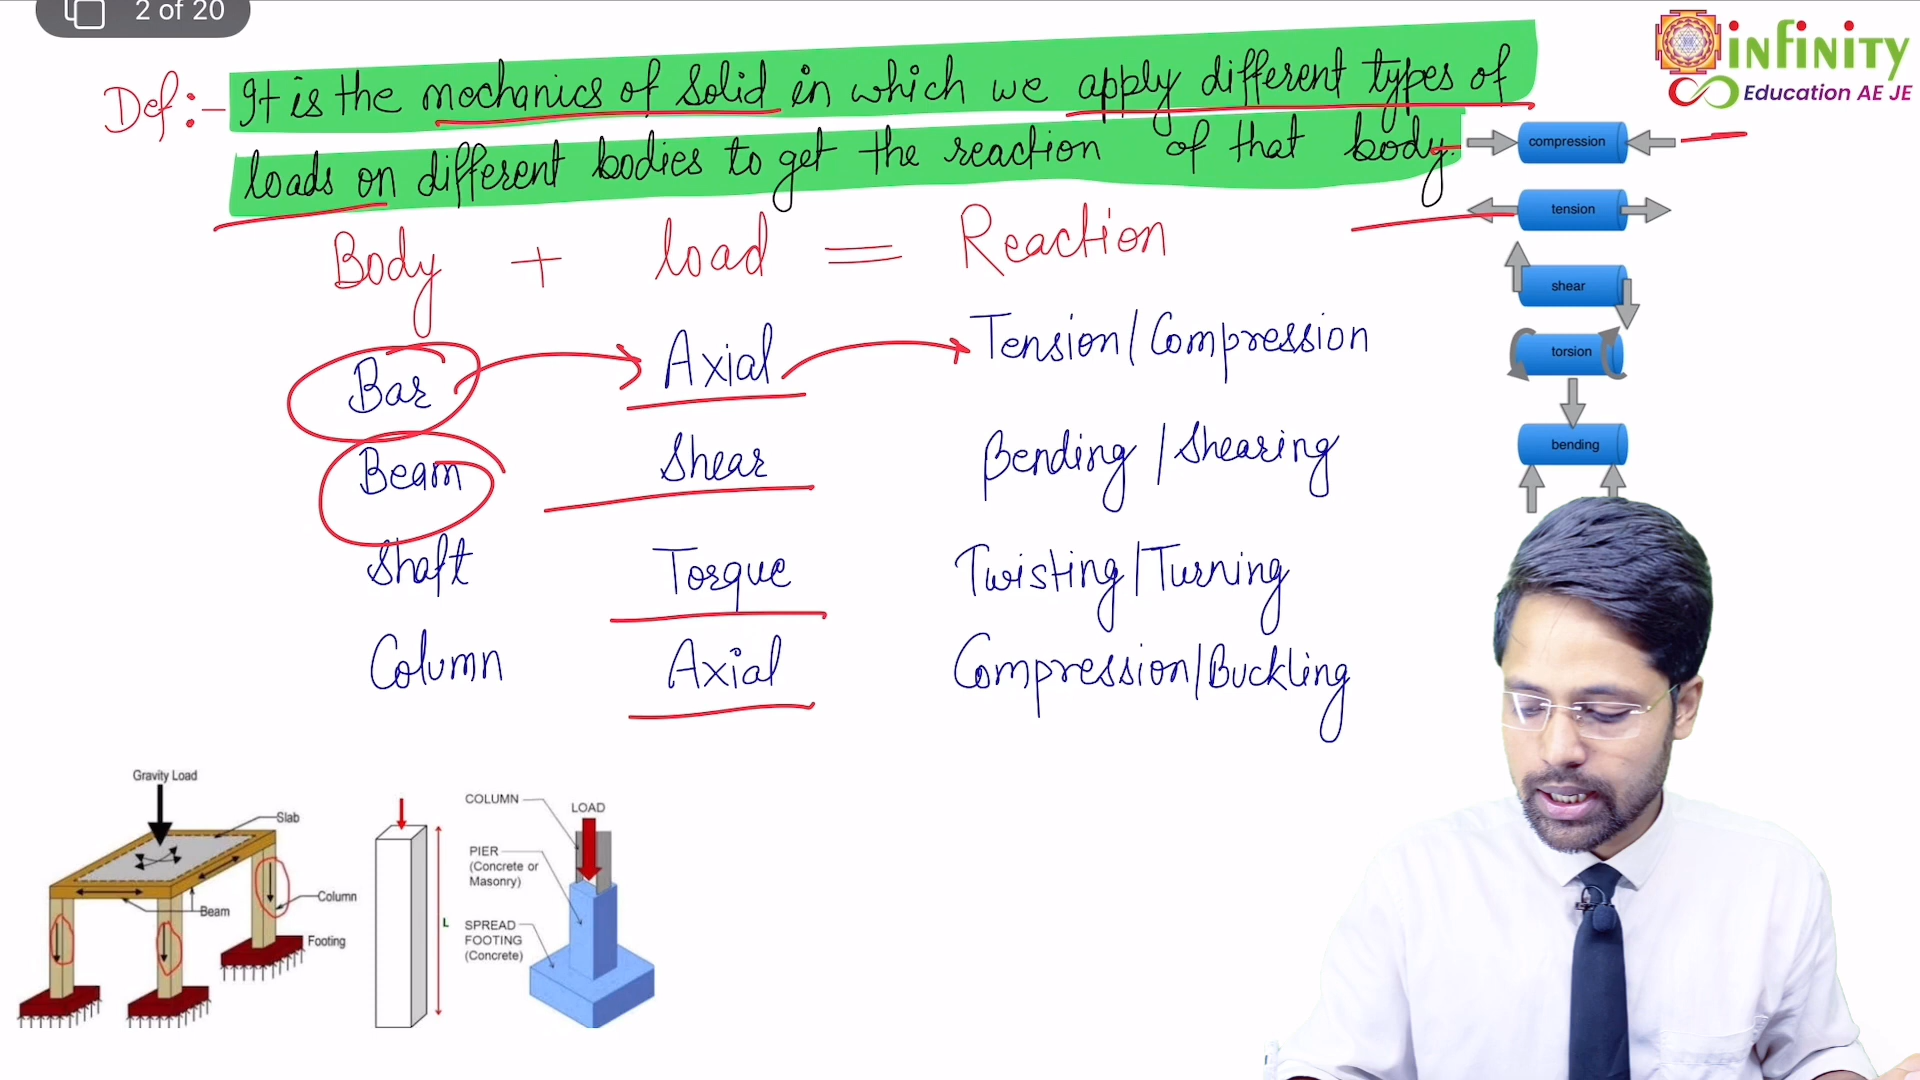 2 of 20
infinity
Education AE JE
Def:- It is the mechanics of Solid in which we apply different types of
loads on different bodies to get the reaction of that body.
Body + load = Reaction
Bar Axial Tension/Compression
Beam Shear Bending/Shearing
Shaft Torque Twisting/Turning
Column Axial Compression/Buckling
compression
tension
shear
torsion
bending
Gravity Load
Slab
Column
Beam
Footing
L
COLUMN
LOAD
PIER
(Concrete or
Masonry)
SPREAD
FOOTING
(Concrete)